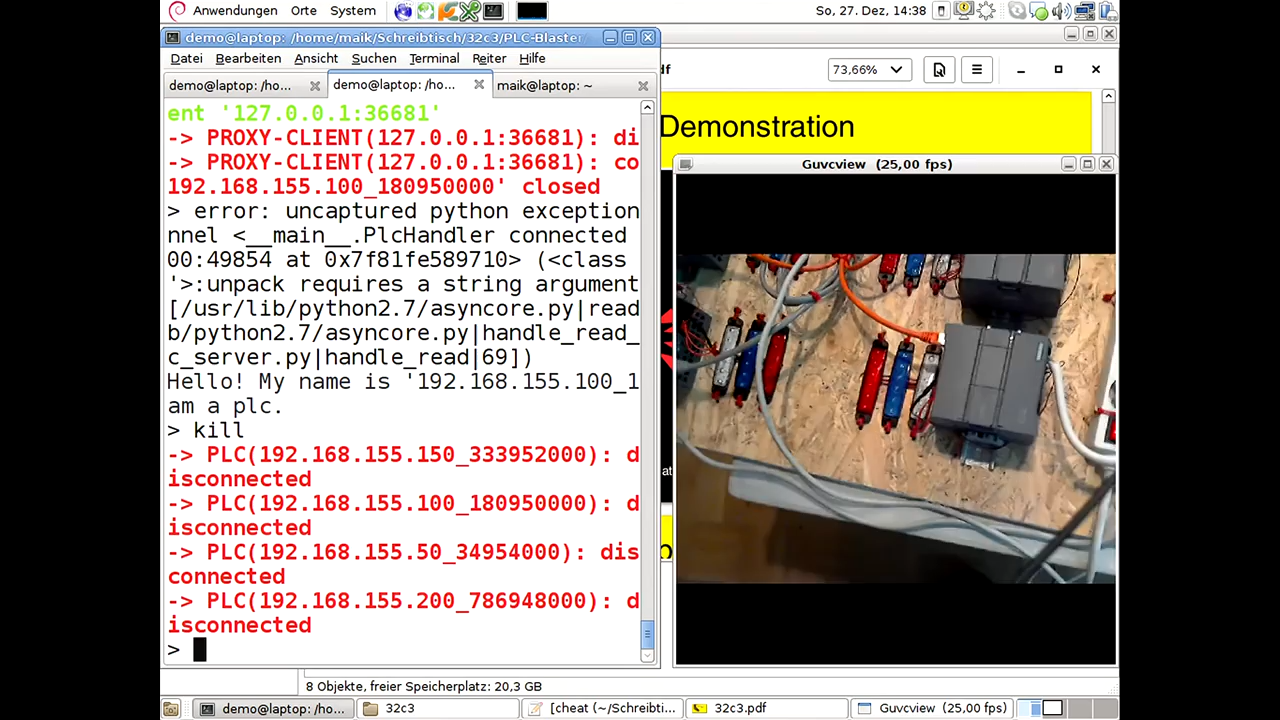 Anwendungen Orte System So, 27. Dez, 14:38
demo@laptop: /home/maik/Schreibtisch/32c3/PLC-Blaster
Datei Bearbeiten Ansicht Suchen Terminal Reiter Hilfe
df 73,66%
demo@laptop: /ho... demo@laptop: /ho... maik@laptop: ~
ent '127.0.0.1:36681'
-> PROXY-CLIENT(127.0.0.1:36681): di
-> PROXY-CLIENT(127.0.0.1:36681): co
192.168.155.100_180950000' closed
> error: uncaptured python exception
nnel <__main__.PlcHandler connected
00:49854 at 0x7f81fe589710> (<class
'>:unpack requires a string argument
[/usr/lib/python2.7/asyncore.py|read
b/python2.7/asyncore.py|handle_read_
c_server.py|handle_read|69])
Hello! My name is '192.168.155.100_1
am a plc.
> kill
-> PLC(192.168.155.150_333952000): d
isconnected
-> PLC(192.168.155.100_180950000): d
isconnected
-> PLC(192.168.155.50_34954000): dis
connected
-> PLC(192.168.155.200_786948000): d
isconnected
>
Demonstration
Guvcview (25,00 fps)
at
8 Objekte, freier Speicherplatz: 20,3 GB
demo@laptop: /ho... 32c3 [cheat (~/Schreibti... 32c3.pdf Guvcview (25,00 fps)